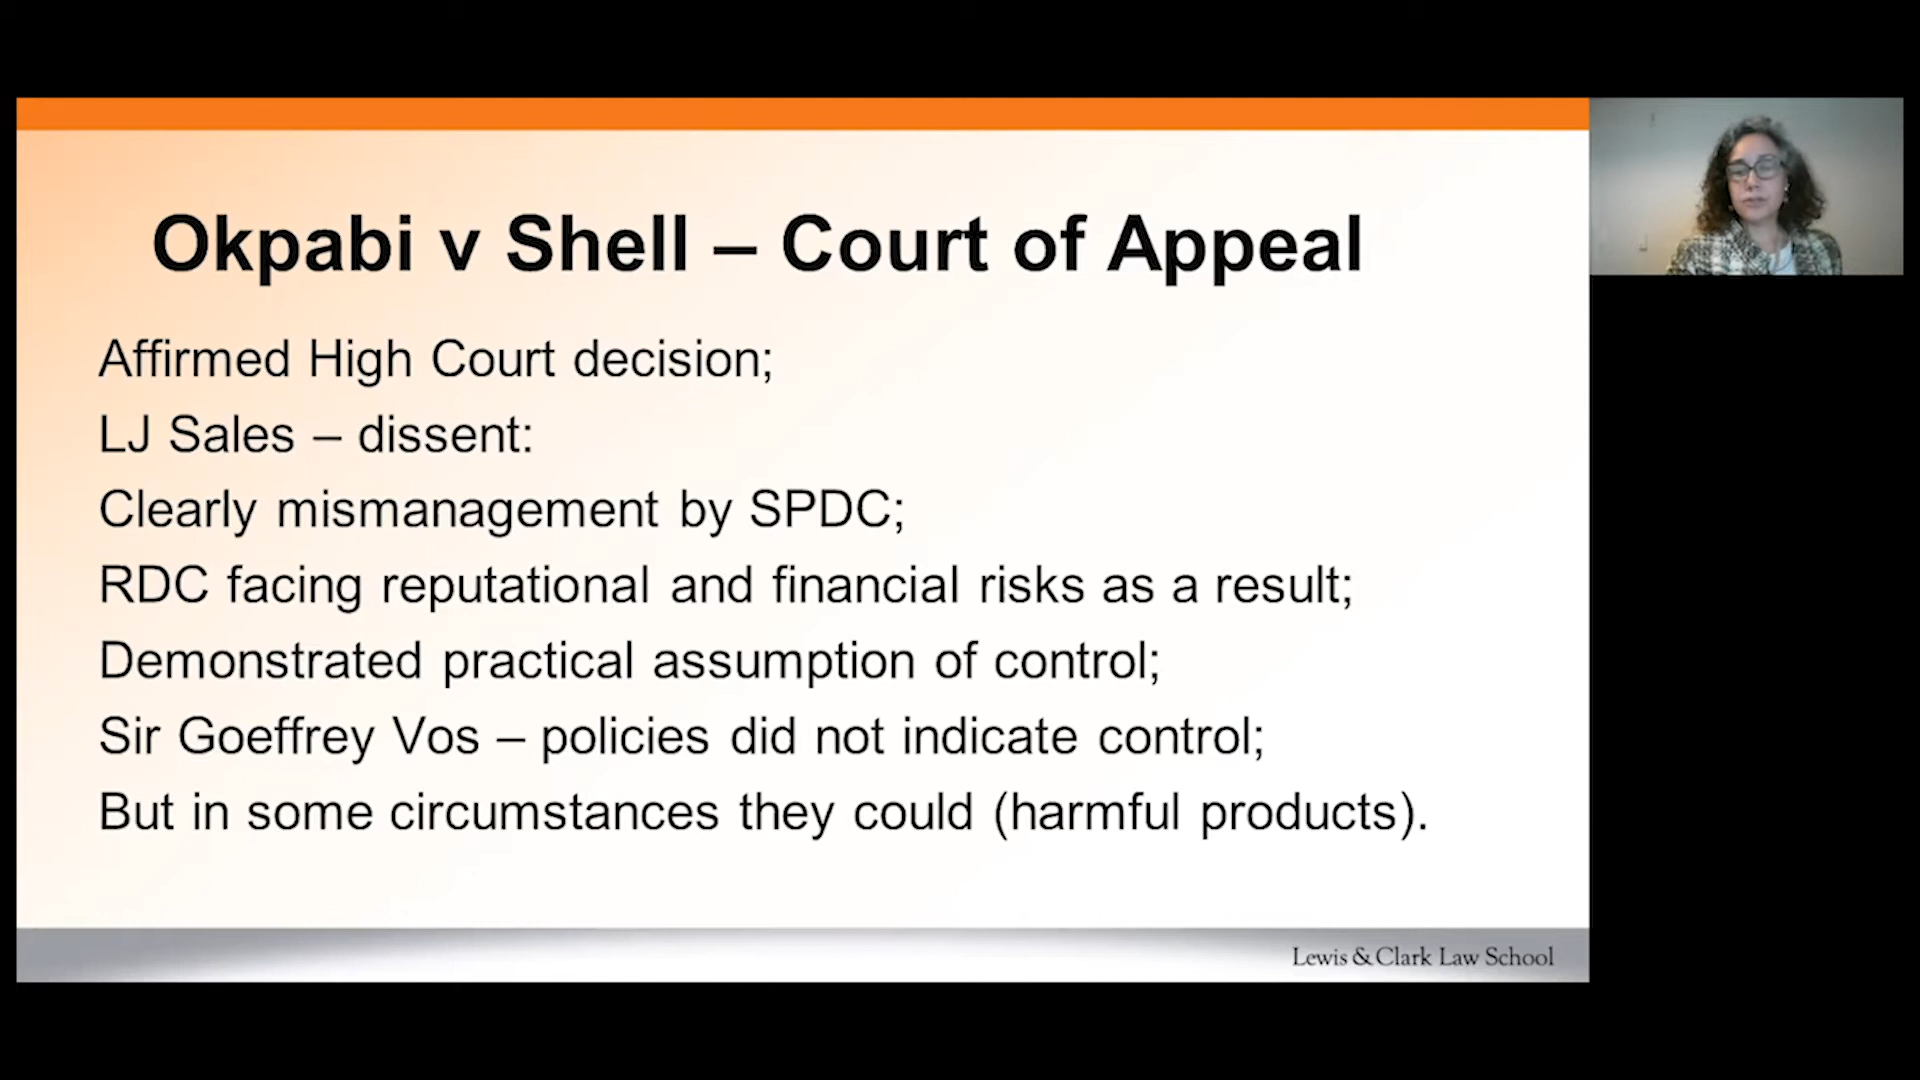 Okpabi v Shell – Court of Appeal
Affirmed High Court decision;
LJ Sales – dissent:
Clearly mismanagement by SPDC;
RDC facing reputational and financial risks as a result;
Demonstrated practical assumption of control;
Sir Goeffrey Vos – policies did not indicate control;
But in some circumstances they could (harmful products).
Lewis & Clark Law School